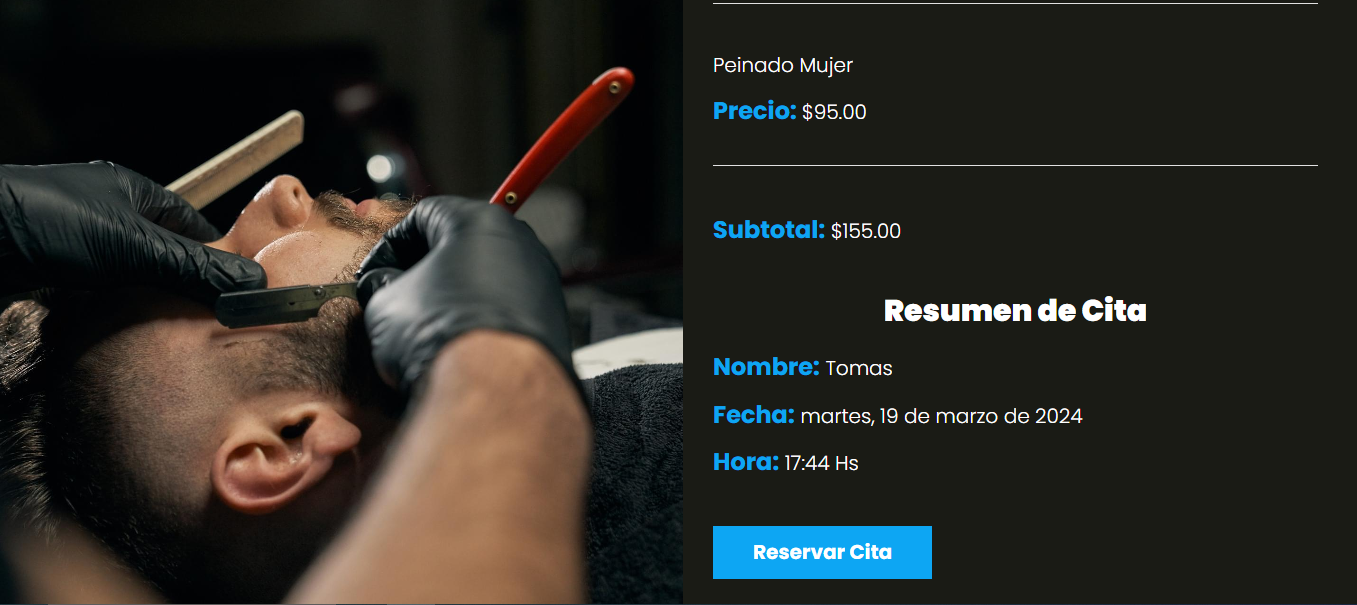 Peinado Mujer
Precio: $95.00
Subtotal: $155.00
Resumen de Cita
Nombre: Tomas
Fecha: martes, 19 de marzo de 2024
Hora: 17:44 Hs
Reservar Cita